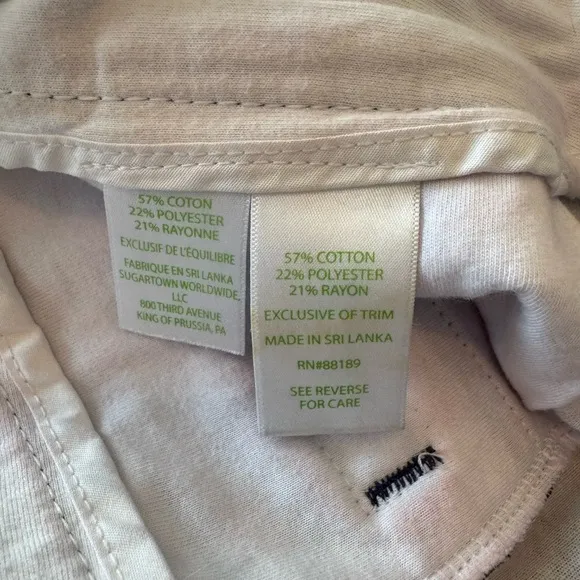 57% COTON
22% POLYESTER
21% RAYONNE
EXCLUSIF DE L'ÉQUILIBRE
FABRIQUE EN SRI LANKA
SUGARTOWN WORLDWIDE,
LLC
800 THIRD AVENUE
KING OF PRUSSIA, PA
57% COTTON
22% POLYESTER
21% RAYON
EXCLUSIVE OF TRIM
MADE IN SRI LANKA
RN#88189
SEE REVERSE
FOR CARE